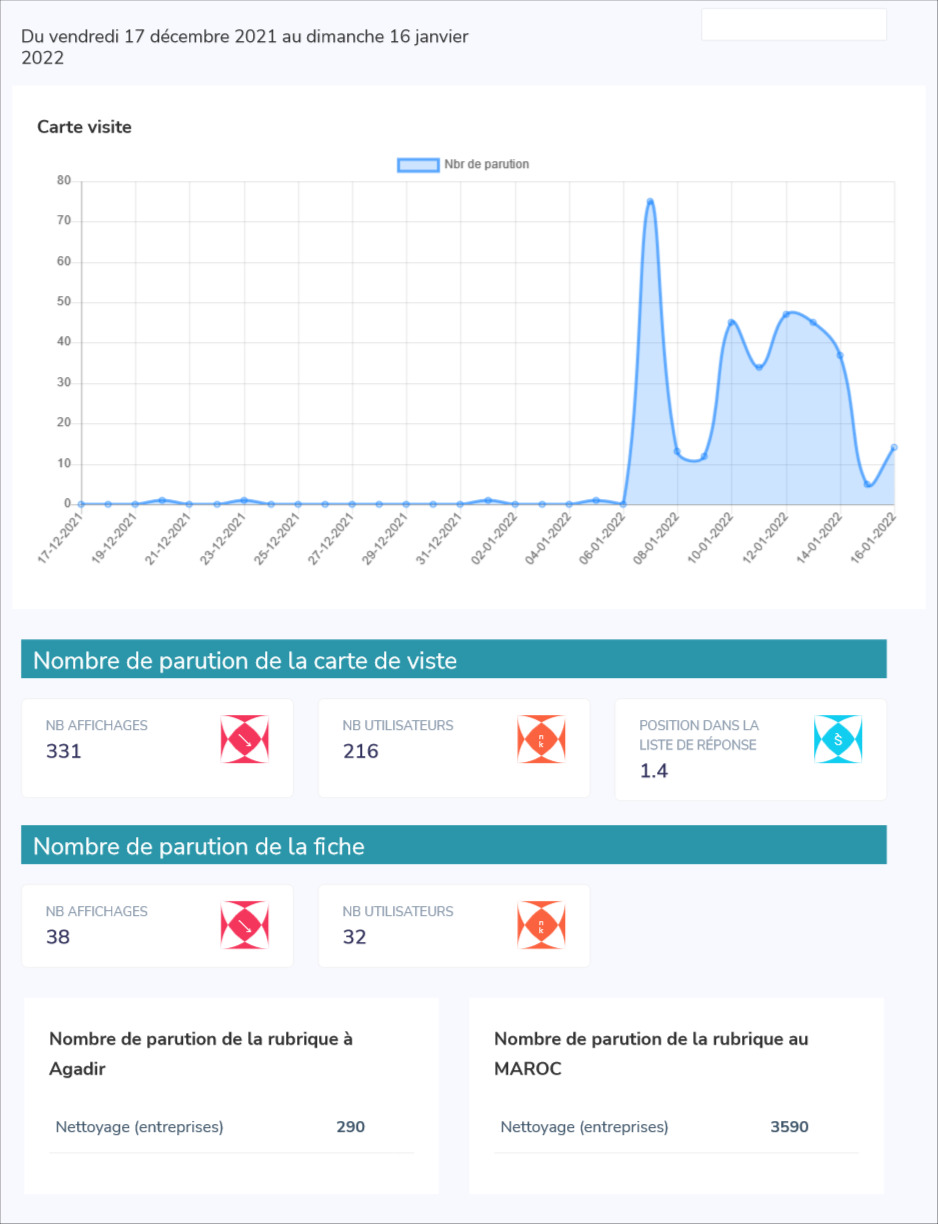 Du vendredi 17 décembre 2021 au dimanche 16 janvier
2022
Carte visite
Nbr de parution
80
70
60
50
40
30
20
10
0
17-12-2021
19-12-2021
21-12-2021
23-12-2021
25-12-2021
27-12-2021
29-12-2021
31-12-2021
02-01-2022
04-01-2022
06-01-2022
08-01-2022
10-01-2022
12-01-2022
14-01-2022
16-01-2022
Nombre de parution de la carte de viste
NB AFFICHAGES
331
NB UTILISATEURS
216
n
k
POSITION DANS LA
LISTE DE RÉPONSE
1.4
Nombre de parution de la fiche
NB AFFICHAGES
38
NB UTILISATEURS
32
n
k
Nombre de parution de la rubrique à
Agadir
Nettoyage (entreprises) 290
Nombre de parution de la rubrique au
MAROC
Nettoyage (entreprises) 3590